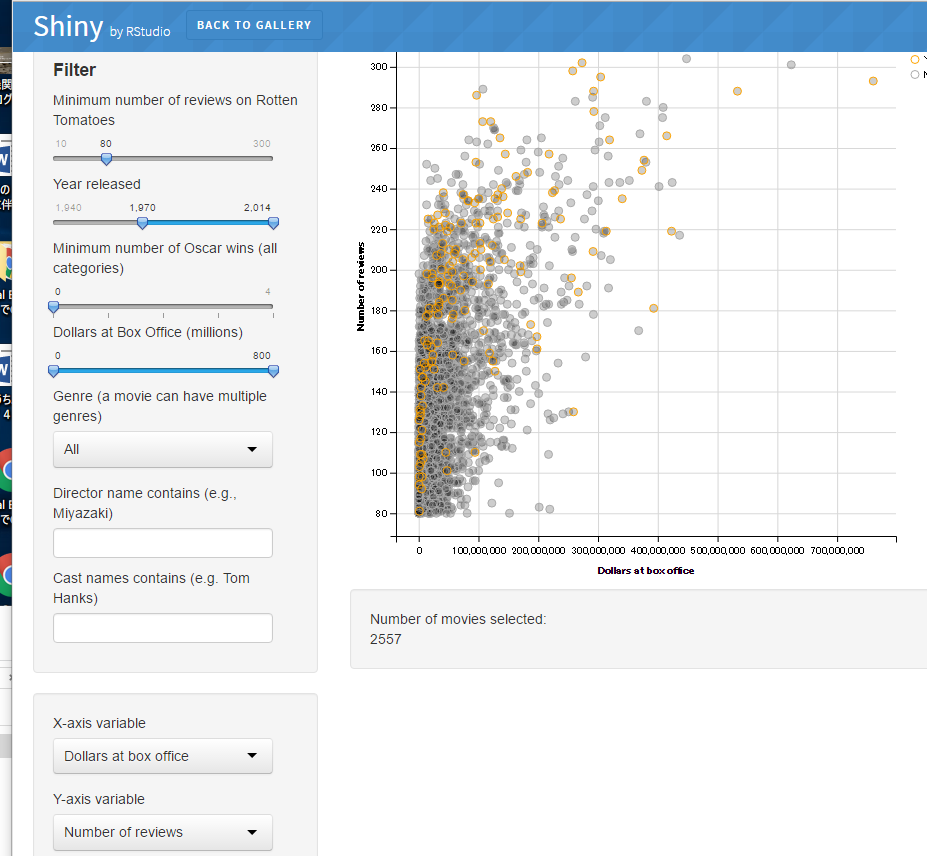 Shiny by RStudio
BACK TO GALLERY
Filter
Minimum number of reviews on Rotten
Tomatoes
10 80 300
Year released
1,940 1,970 2,014
Minimum number of Oscar wins (all
categories)
0 4
Dollars at Box Office (millions)
0 800
Genre (a movie can have multiple
genres)
All
Director name contains (e.g.,
Miyazaki)
Cast names contains (e.g. Tom
Hanks)
X-axis variable
Dollars at box office
Y-axis variable
Number of reviews
Number of reviews
300
280
260
240
220
200
180
160
140
120
100
80
0 100,000,000 200,000,000 300,000,000 400,000,000 500,000,000 600,000,000 700,000,000
Dollars at box office
Number of movies selected:
2557